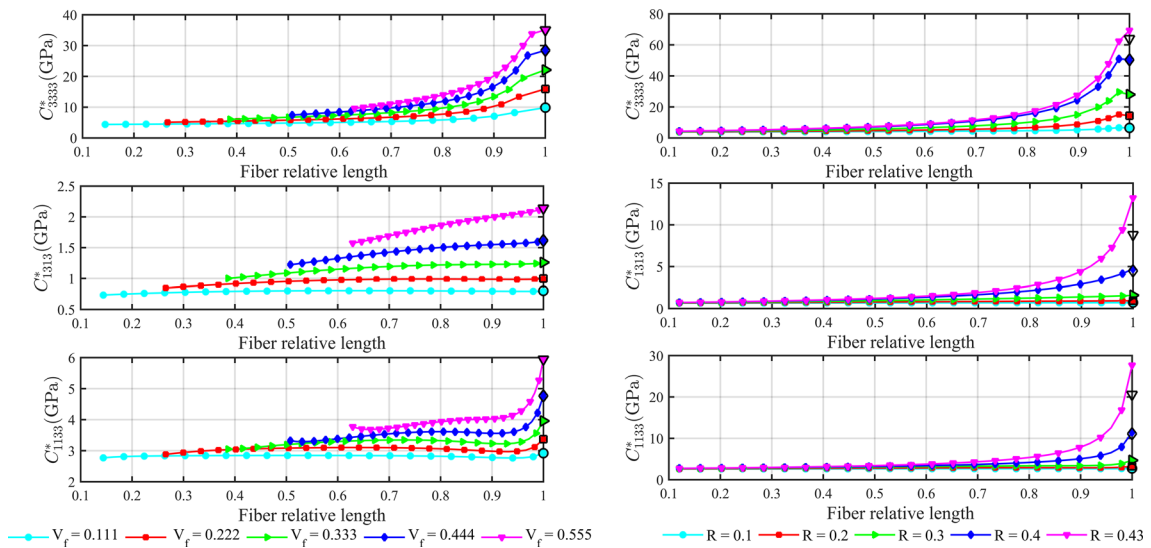 C*3333(GPa)
40
30
20
10
0
0.1 0.2 0.3 0.4 0.5 0.6 0.7 0.8 0.9 1
Fiber relative length
C*1313(GPa)
2.5
2
1.5
1
0.5
0.1 0.2 0.3 0.4 0.5 0.6 0.7 0.8 0.9 1
Fiber relative length
C*1133(GPa)
6
5
4
3
2
0.1 0.2 0.3 0.4 0.5 0.6 0.7 0.8 0.9 1
Fiber relative length
Vf = 0.111 Vf = 0.222 Vf = 0.333 Vf = 0.444 Vf = 0.555
C*3333(GPa)
80
60
40
20
0
0.1 0.2 0.3 0.4 0.5 0.6 0.7 0.8 0.9 1
Fiber relative length
C*1313(GPa)
15
10
5
0
0.1 0.2 0.3 0.4 0.5 0.6 0.7 0.8 0.9 1
Fiber relative length
C*1133(GPa)
30
20
10
0
0.1 0.2 0.3 0.4 0.5 0.6 0.7 0.8 0.9 1
Fiber relative length
R = 0.1 R = 0.2 R = 0.3 R = 0.4 R = 0.43